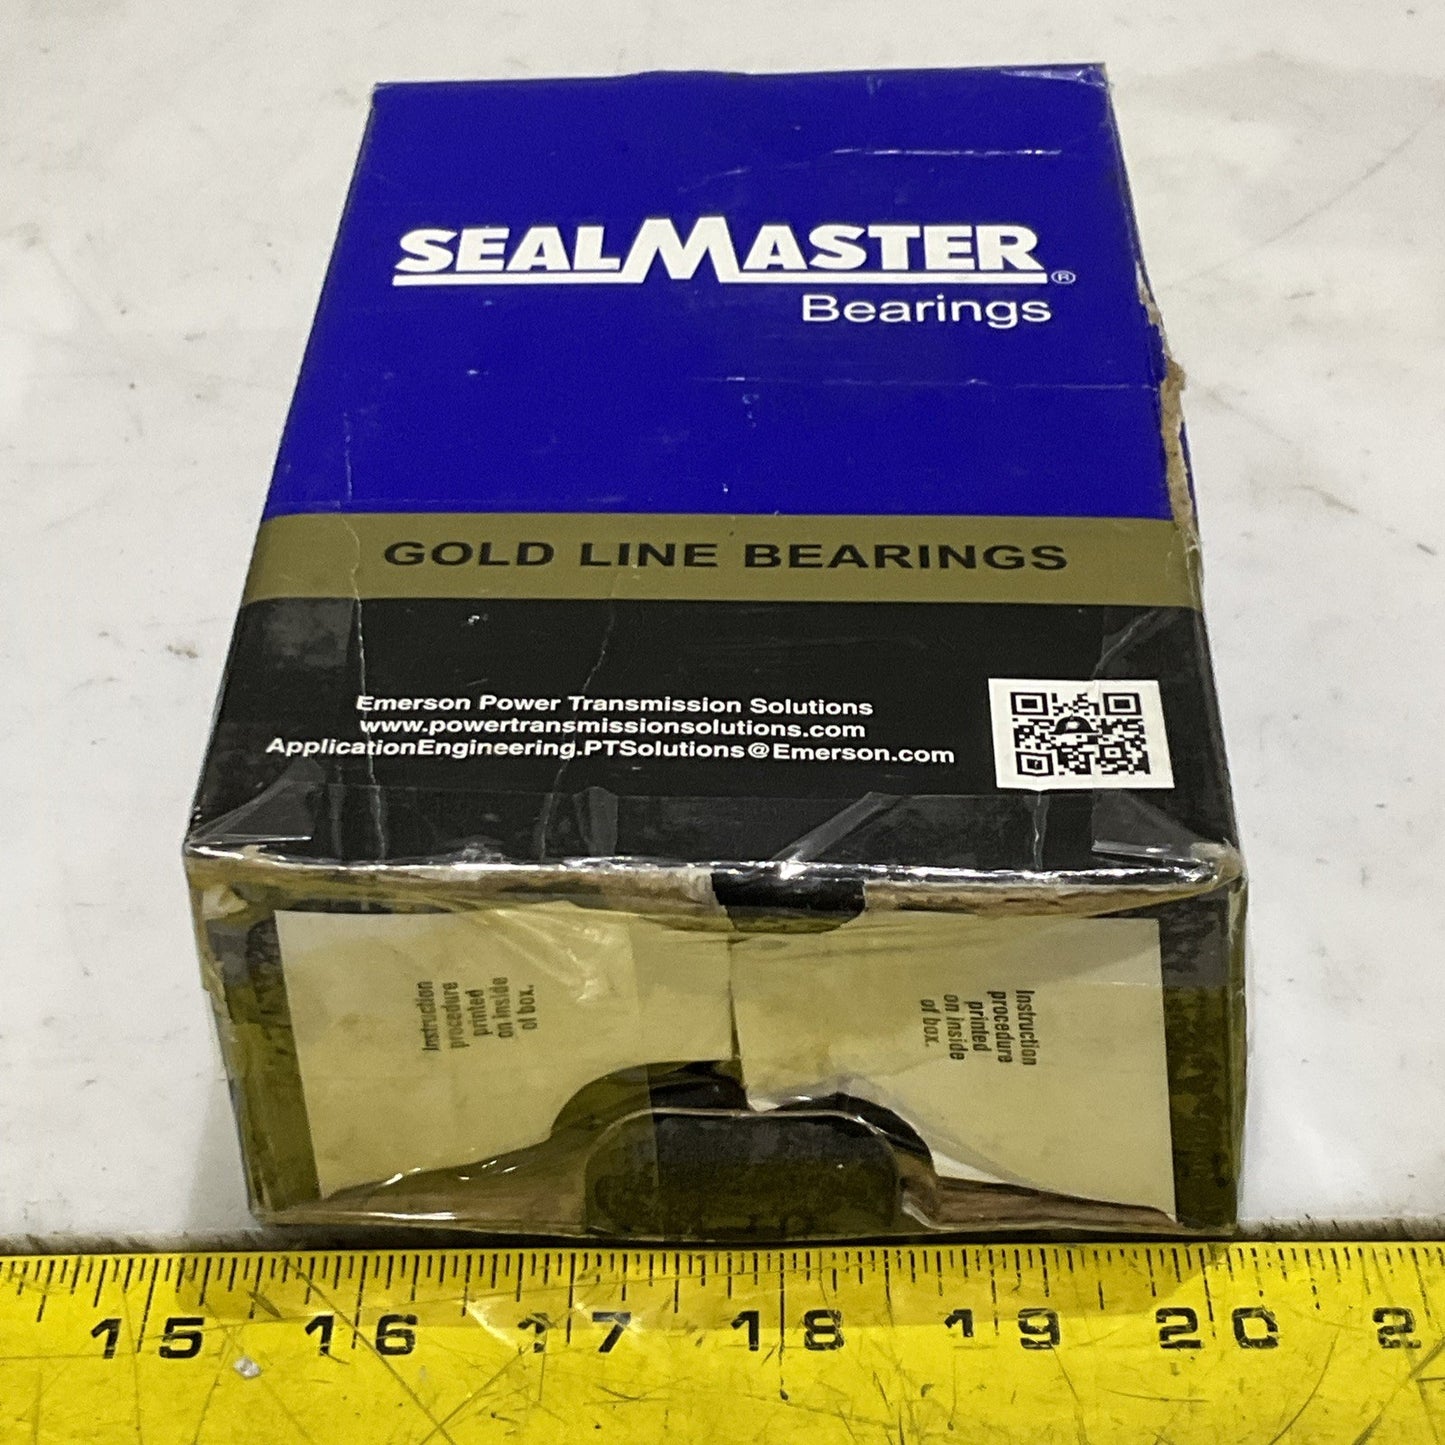 SEALMASTER®
Bearings
GOLD LINE BEARINGS
Emerson Power Transmission Solutions
www.powertransmissionsolutions.com
ApplicationEngineering.PTSolutions@Emerson.com
Instruction
procedure
printed
on inside
of box.
Instruction
procedure
printed
on inside
of box.
15 16 17 18 19 20 2